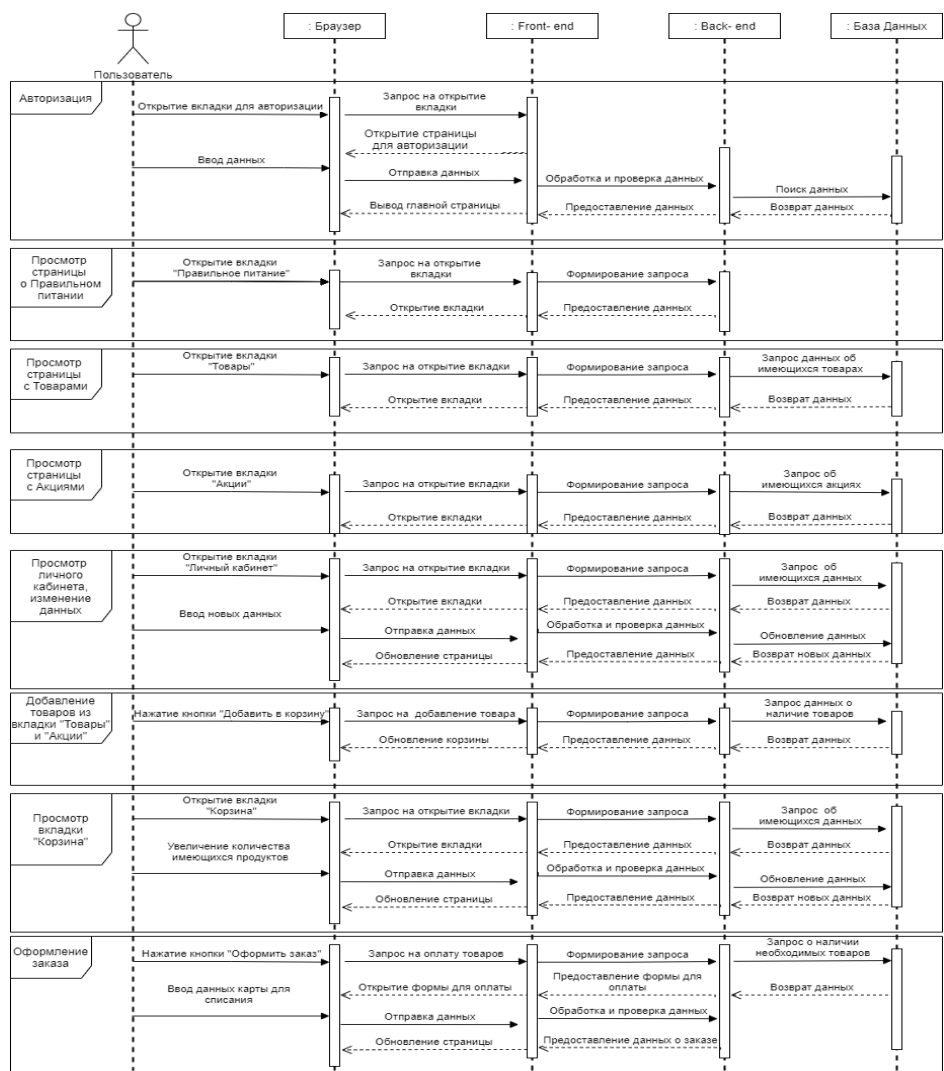 : Браузер
: Front- end
: Back- end
: База Данных
Пользователь
Авторизация
Открытие вкладки для авторизации
Запрос на открытие
вкладки
Открытие страницы
для авторизации
Ввод данных
Отправка данных
Обработка и проверка данных
Поиск данных
Вывод главной страницы
Предоставление данных
Возврат данных
Просмотр
страницы
о Правильном
питании
Открытие вкладки
"Правильное питание"
Запрос на открытие
вкладки
Формирование запроса
Открытие вкладки
Предоставление данных
Просмотр
страницы
с Товарами
Открытие вкладки
"Товары"
Запрос на открытие вкладки
Формирование запроса
Запрос данных об
имеющихся товарах
Открытие вкладки
Предоставление данных
Возврат данных
Просмотр
страницы
с Акциями
Открытие вкладки
"Акции"
Запрос на открытие вкладки
Формирование запроса
Запрос об
имеющихся акциях
Открытие вкладки
Предоставление данных
Возврат данных
Просмотр
личного
кабинета,
изменение
данных
Открытие вкладки
"Личный кабинет"
Запрос на открытие вкладки
Формирование запроса
Запрос об
имеющихся данных
Открытие вкладки
Предоставление данных
Возврат данных
Ввод новых данных
Отправка данных
Обработка и проверка данных
Обновление данных
Обновление страницы
Предоставление данных
Возврат новых данных
Добавление
товаров из
вкладки "Товары"
и "Акции"
Нажатие кнопки "Добавить в корзину"
Запрос на добавление товара
Формирование запроса
Запрос данных о
наличие товаров
Обновление корзины
Предоставление данных
Возврат данных
Просмотр
вкладки
"Корзина"
Открытие вкладки
"Корзина"
Запрос на открытие вкладки
Формирование запроса
Запрос об
имеющихся данных
Открытие вкладки
Предоставление данных
Возврат данных
Увеличение количества
имеющихся продуктов
Отправка данных
Обработка и проверка данных
Обновление данных
Обновление страницы
Предоставление данных
Возврат новых данных
Оформление
заказа
Нажатие кнопки "Оформить заказ"
Запрос на оплату товаров
Формирование запроса
Запрос о наличии
необходимых товаров
Открытие формы для оплаты
Предоставление формы для
оплаты
Возврат данных
Ввод данных карты для
списания
Отправка данных
Обработка и проверка данных
Обновление страницы
Предоставление данных о заказе